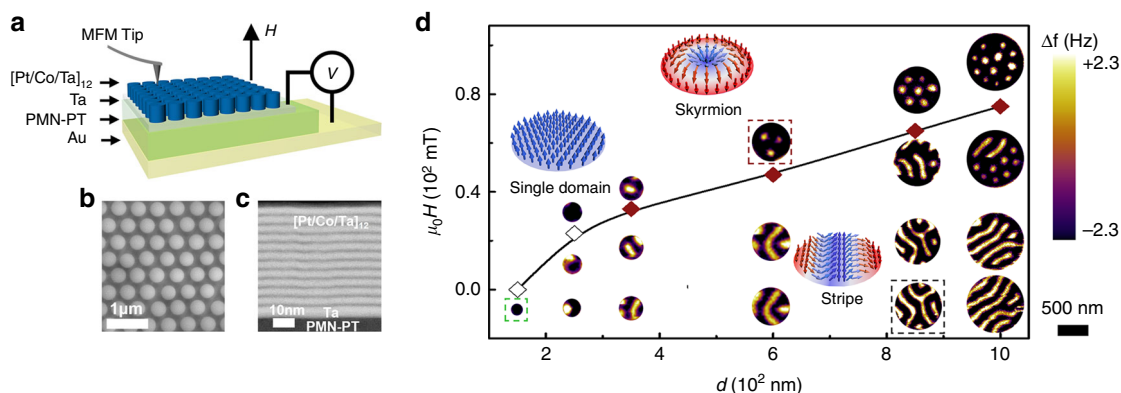 a
MFM Tip
H
V
[Pt/Co/Ta]12
Ta
PMN-PT
Au
b
1μm
c
[Pt/Co/Ta]12
10nm
Ta
PMN-PT
d
Skyrmion
Single domain
Stripe
μ0H (10² mT)
0.8
0.4
0.0
2
4
6
8
10
d (10² nm)
Δf (Hz)
+2.3
−2.3
500 nm